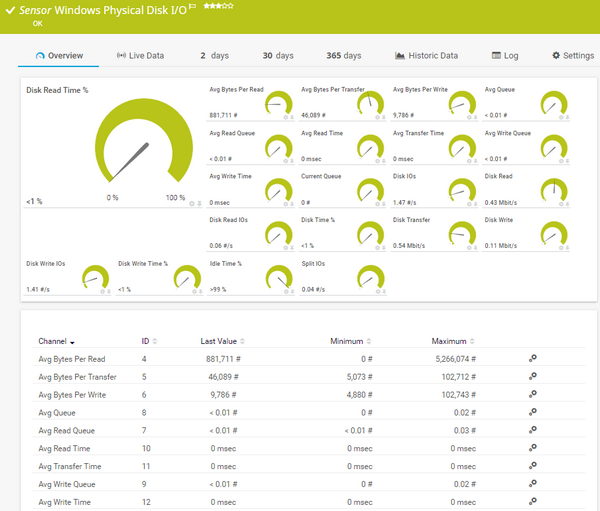 Sensor Windows Physical Disk I/O
OK
Overview
Live Data
2 days
30 days
365 days
Historic Data
Log
Settings
Disk Read Time %
<1 %
0 %
100 %
Avg Bytes Per Read
881,711 #
Avg Bytes Per Transfer
46,089 #
Avg Bytes Per Write
9,786 #
Avg Queue
< 0.01 #
Avg Read Queue
< 0.01 #
Avg Read Time
0 msec
Avg Transfer Time
0 msec
Avg Write Queue
< 0.01 #
Avg Write Time
0 msec
Current Queue
0 #
Disk IOs
1.47 #/s
Disk Read
0.43 Mbit/s
Disk Read IOs
0.06 #/s
Disk Time %
<1 %
Disk Transfer
0.54 Mbit/s
Disk Write
0.11 Mbit/s
Disk Write IOs
1.41 #/s
Disk Write Time %
<1 %
Idle Time %
>99 %
Split IOs
0.04 #/s
Channel ID Last Value Minimum Maximum
Avg Bytes Per Read 4 881,711 # 0 # 5,266,074 #
Avg Bytes Per Transfer 5 46,089 # 5,073 # 102,712 #
Avg Bytes Per Write 6 9,786 # 4,880 # 102,743 #
Avg Queue 8 < 0.01 # 0 # 0.02 #
Avg Read Queue 7 < 0.01 # < 0.01 # 0.03 #
Avg Read Time 10 0 msec 0 msec 0 msec
Avg Transfer Time 11 0 msec 0 msec 0 msec
Avg Write Queue 9 < 0.01 # 0 # 0.02 #
Avg Write Time 12 0 msec 0 msec 0 msec